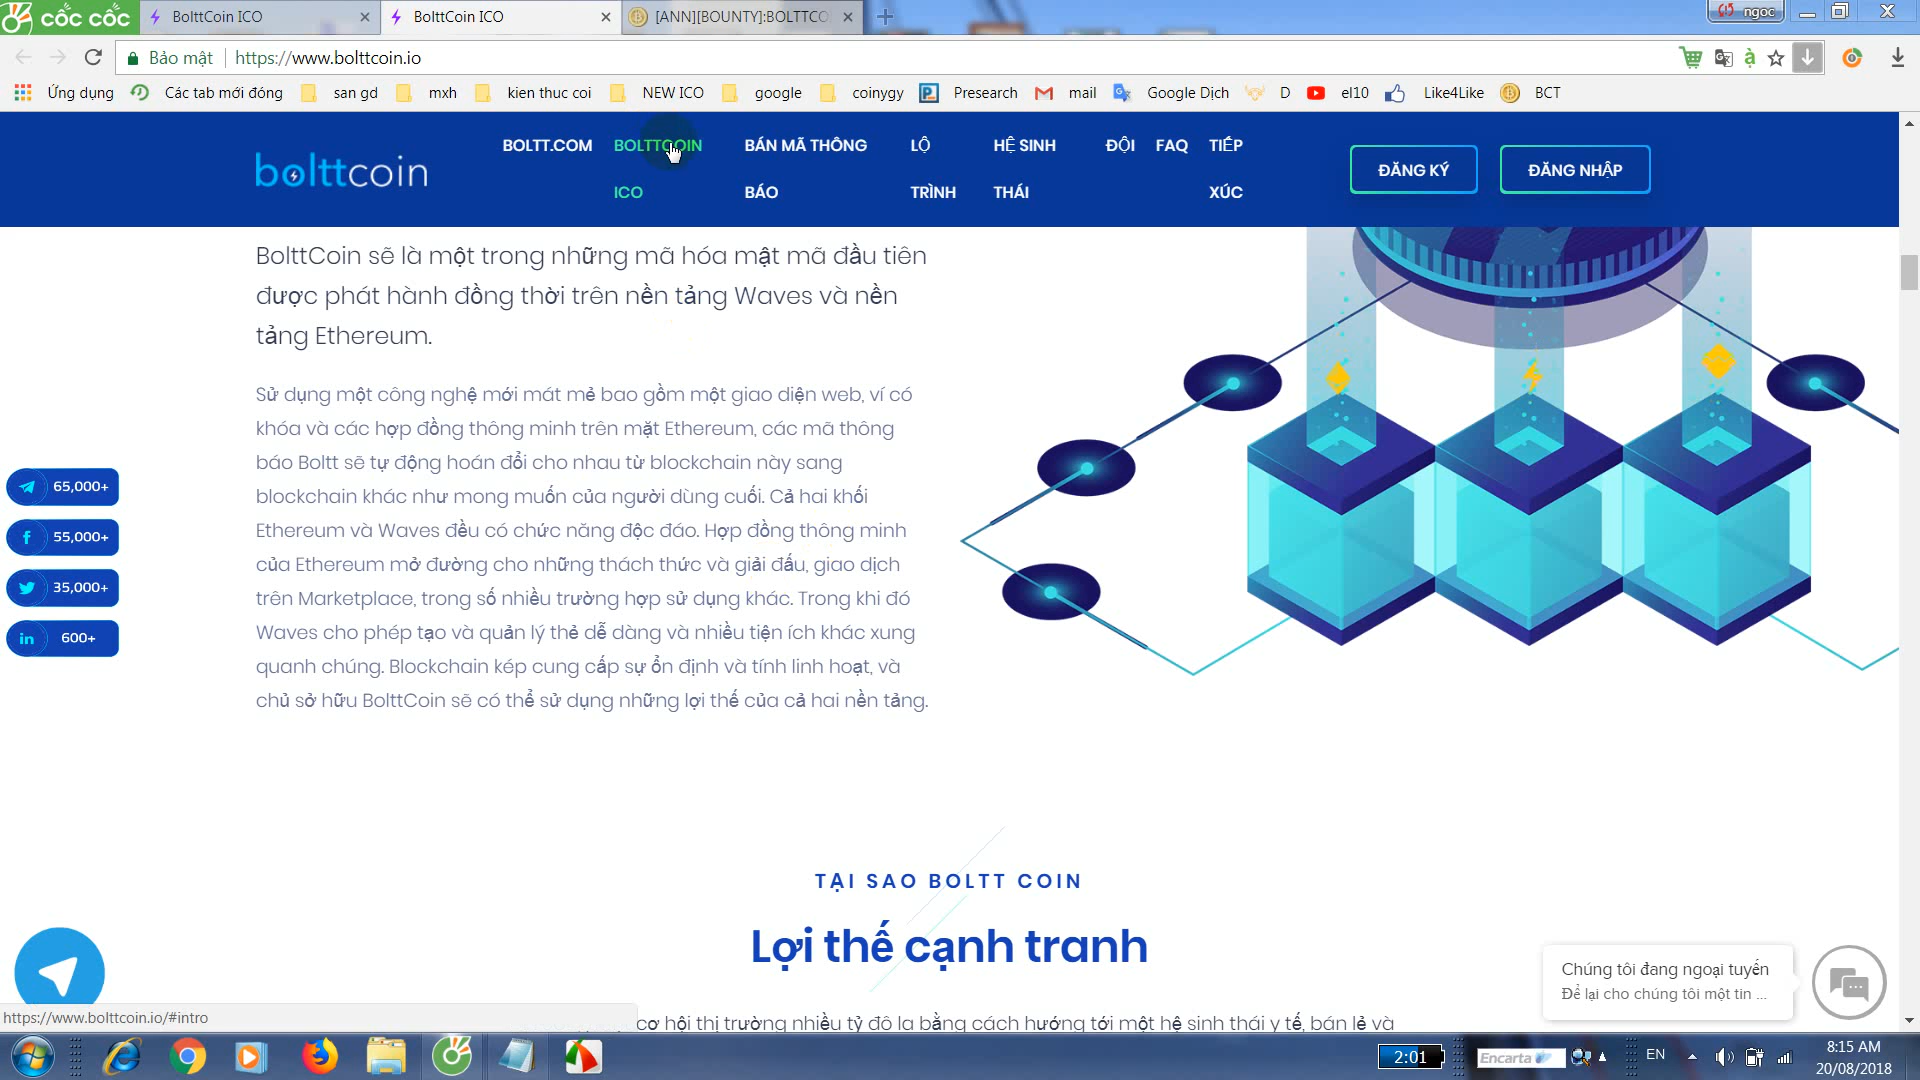 cốc cốc
BolttCoin ICO
BolttCoin ICO
[ANN][BOUNTY]:BOLTTCO
ngoc
Bảo mật
https://www.bolttcoin.io
Ứng dụng
Các tab mới đóng
san gd
mxh
kien thuc coi
NEW ICO
google
coinygy
Presearch
mail
Google Dịch
D
el10
Like4Like
BCT
bolttcoin
BOLTT.COM
BOLTTCOIN
ICO
BÁN MÃ THÔNG
BÁO
LỘ
TRÌNH
HỆ SINH
THÁI
ĐỘI
FAQ
TIẾP
XÚC
ĐĂNG KÝ
ĐĂNG NHẬP
BolttCoin sẽ là một trong những mã hóa mật mã đầu tiên
được phát hành đồng thời trên nền tảng Waves và nền
tảng Ethereum.
Sử dụng một công nghệ mới mát mẻ bao gồm một giao diện web, ví có
khóa và các hợp đồng thông minh trên mặt Ethereum, các mã thông
báo Boltt sẽ tự động hoán đổi cho nhau từ blockchain này sang
blockchain khác như mong muốn của người dùng cuối. Cả hai khối
Ethereum và Waves đều có chức năng độc đáo. Hợp đồng thông minh
của Ethereum mở đường cho những thách thức và giải đấu, giao dịch
trên Marketplace, trong số nhiều trường hợp sử dụng khác. Trong khi đó
Waves cho phép tạo và quản lý thẻ dễ dàng và nhiều tiện ích khác xung
quanh chúng. Blockchain kép cung cấp sự ổn định và tính linh hoạt, và
chủ sở hữu BolttCoin sẽ có thể sử dụng những lợi thế của cả hai nền tảng.
65,000+
55,000+
35,000+
600+
TẠI SAO BOLTT COIN
Lợi thế cạnh tranh
cơ hội thị trường nhiều tỷ đô la bằng cách hướng tới một hệ sinh thái y tế, bán lẻ và
Chúng tôi đang ngoại tuyến
Để lại cho chúng tôi một tin ...
https://www.bolttcoin.io/#intro
2:01
Encarta
EN
8:15 AM
20/08/2018